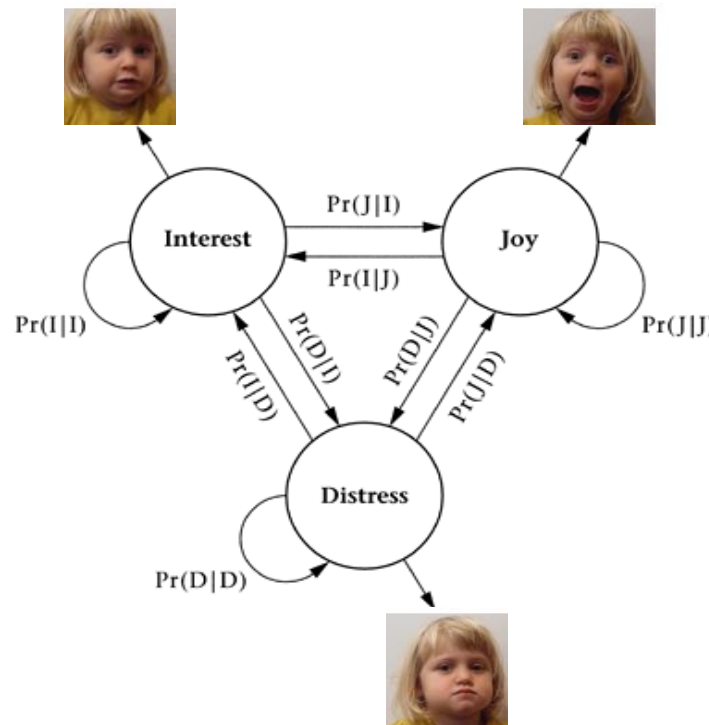 Pr(J|I)
Interest
Joy
Pr(I|J)
Pr(I|I)
Pr(J|J)
Pr(D|I)
Pr(D|J)
Pr(I|D)
Pr(J|D)
Distress
Pr(D|D)